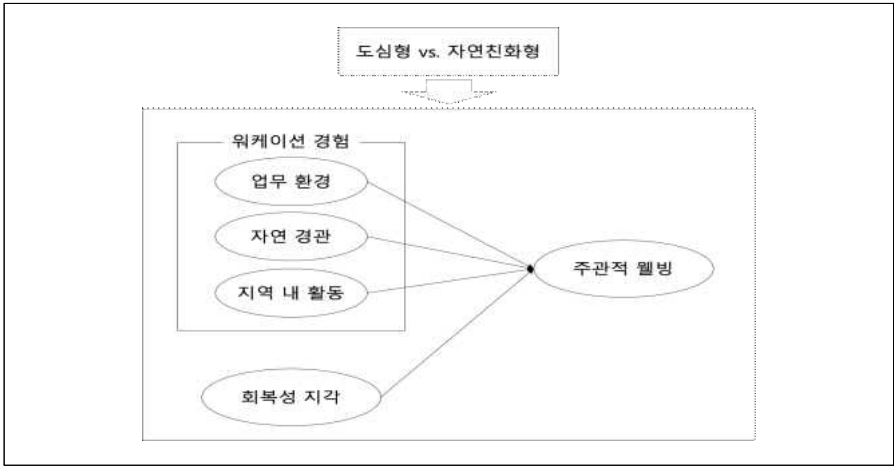 도심형 vs. 자연친화형
워케이션 경험
업무 환경
자연 경관
지역 내 활동
주관적 웰빙
회복성 지각